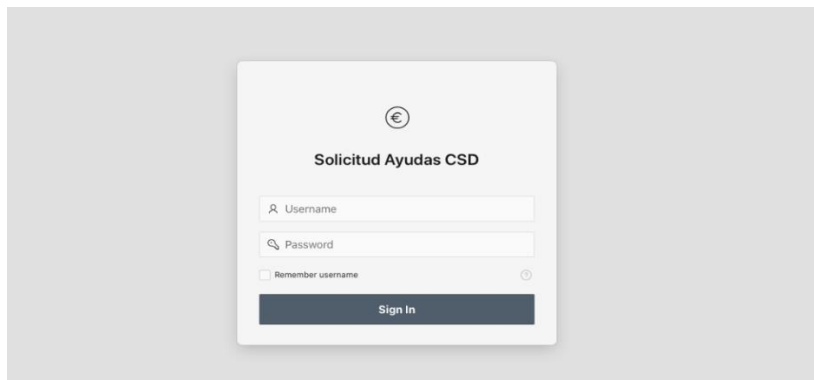 €
Solicitud Ayudas CSD
Username
Password
Remember username
?
Sign In